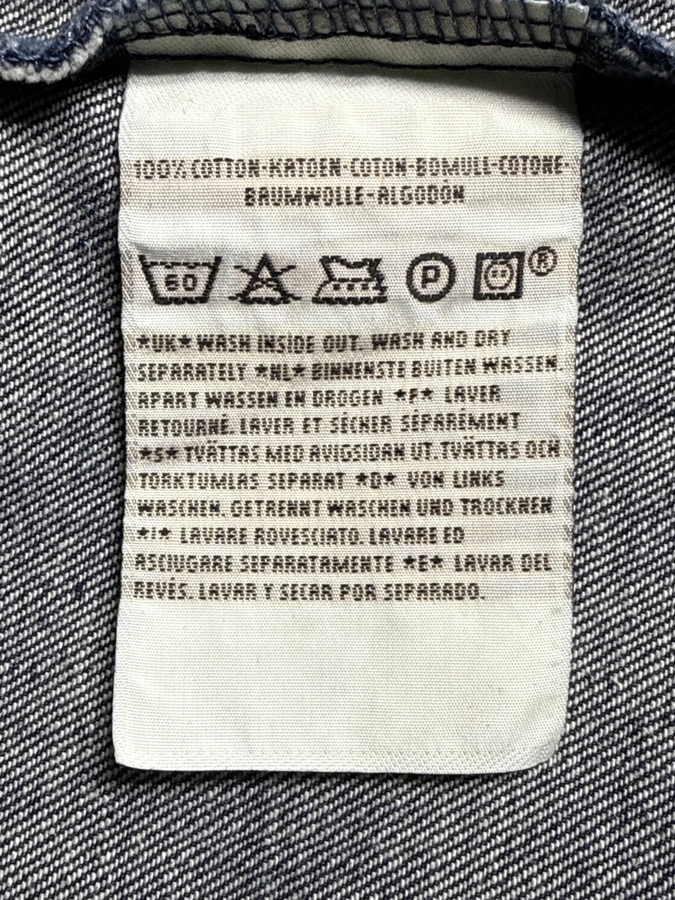 100% COTTON-KATOEN-COTON-BOMULL-COTONE-
BAUMWOLLE-ALGODÓN
60 P ®
*UK* WASH INSIDE OUT. WASH AND DRY
SEPARATELY *NL* BINNENSTE BUITEN WASSEN.
APART WASSEN EN DROGEN *F* LAVER
RETOURNÉ. LAVER ET SÉCHER SÉPARÉMENT
*S* TVÄTTAS MED AVIGSIDAN UT. TVÄTTAS OCH
TORKTUMLAS SEPARAT *D* VON LINKS
WASCHEN. GETRENNT WASCHEN UND TROCKNEN
*I* LAVARE ROVESCIATO. LAVARE ED
ASCIUGARE SEPARATAMENTE *E* LAVAR DEL
REVÉS. LAVAR Y SECAR POR SEPARADO.